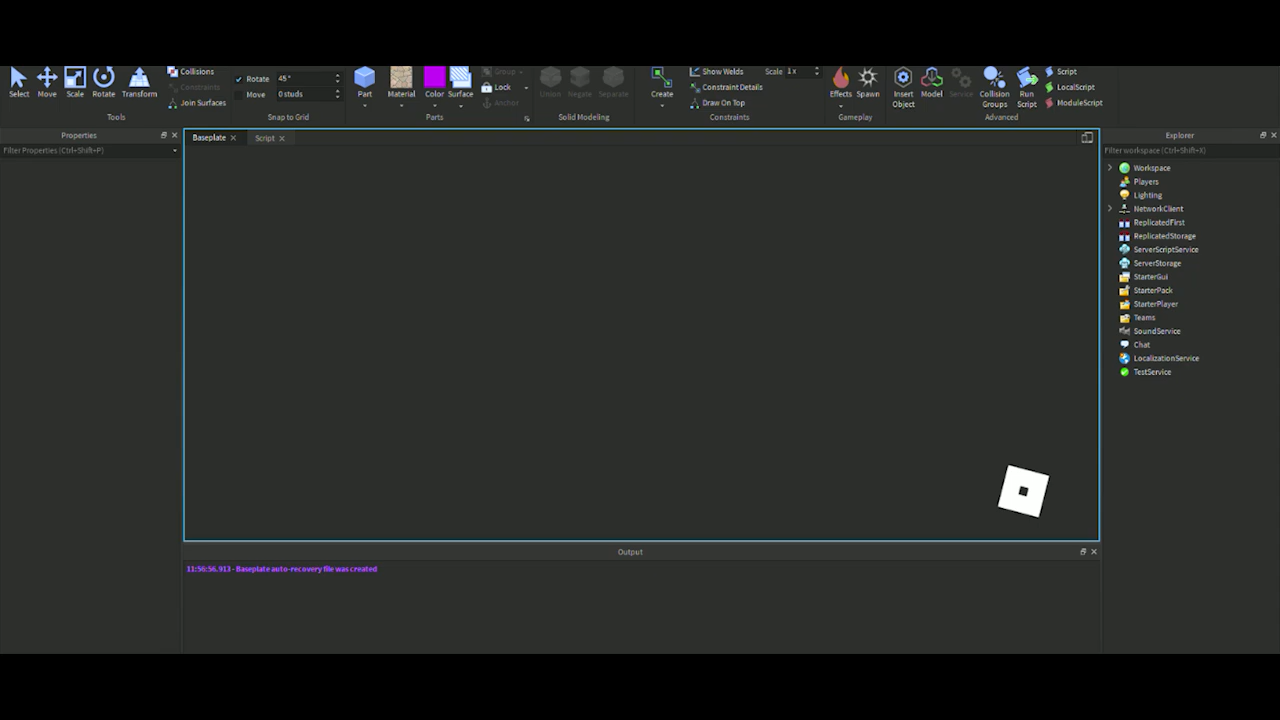 Select
Move
Scale
Rotate
Transform
Collisions
Constraints
Join Surfaces
Tools
Rotate 45°
Move 0 studs
Snap to Grid
Part
Material
Color
Surface
Group
Lock
Anchor
Parts
Union
Negate
Separate
Solid Modeling
Create
Show Welds
Constraint Details
Draw On Top
Scale 1x
Constraints
Effects
Spawn
Gameplay
Insert
Object
Model
Service
Collision
Groups
Run
Script
Script
LocalScript
ModuleScript
Advanced
Properties
Filter Properties (Ctrl+Shift+P)
Baseplate
Script
Explorer
Filter workspace (Ctrl+Shift+X)
Workspace
Players
Lighting
NetworkClient
ReplicatedFirst
ReplicatedStorage
ServerScriptService
ServerStorage
StarterGui
StarterPack
StarterPlayer
Teams
SoundService
Chat
LocalizationService
TestService
Output
11:56:56.913 - Baseplate auto-recovery file was created